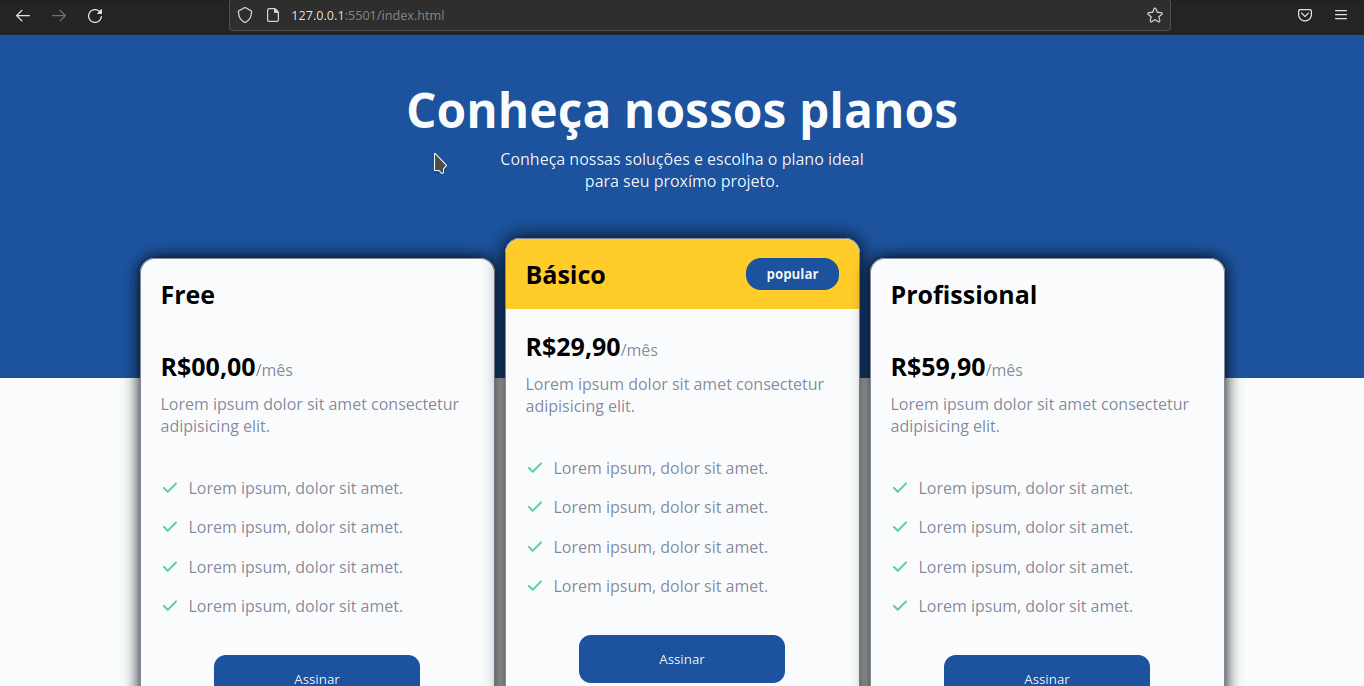 127.0.0.1:5501/index.html
Conheça nossos planos
Conheça nossas soluções e escolha o plano ideal
para seu proxímo projeto.
Free
R$00,00/mês
Lorem ipsum dolor sit amet consectetur
adipisicing elit.
Lorem ipsum, dolor sit amet.
Lorem ipsum, dolor sit amet.
Lorem ipsum, dolor sit amet.
Lorem ipsum, dolor sit amet.
Assinar
Básico
popular
R$29,90/mês
Lorem ipsum dolor sit amet consectetur
adipisicing elit.
Lorem ipsum, dolor sit amet.
Lorem ipsum, dolor sit amet.
Lorem ipsum, dolor sit amet.
Lorem ipsum, dolor sit amet.
Assinar
Profissional
R$59,90/mês
Lorem ipsum dolor sit amet consectetur
adipisicing elit.
Lorem ipsum, dolor sit amet.
Lorem ipsum, dolor sit amet.
Lorem ipsum, dolor sit amet.
Lorem ipsum, dolor sit amet.
Assinar